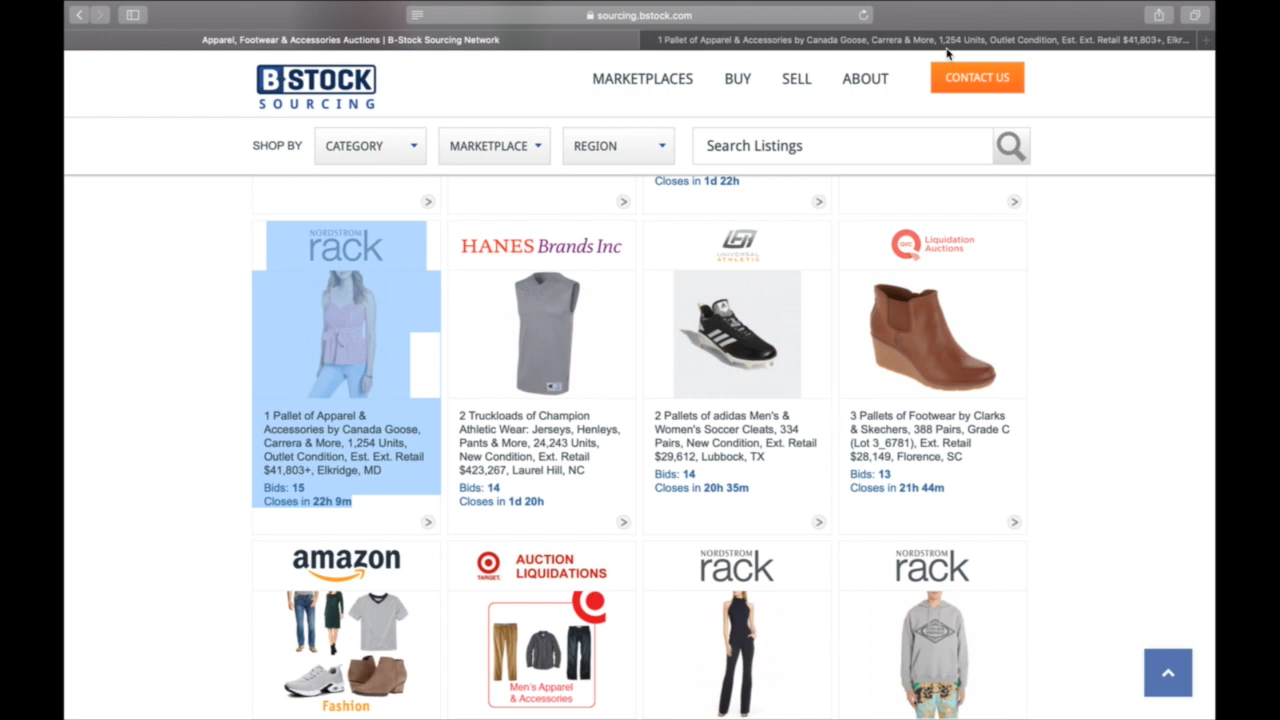 sourcing.bstock.com
Apparel, Footwear & Accessories Auctions | B-Stock Sourcing Network
1 Pallet of Apparel & Accessories by Canada Goose, Carrera & More, 1,254 Units, Outlet Condition, Est. Ext. Retail $41,803+, Elkr...
B-STOCK
SOURCING
MARKETPLACES
BUY
SELL
ABOUT
CONTACT US
SHOP BY
CATEGORY
MARKETPLACE
REGION
Search Listings
Closes in 1d 22h
NORDSTROM
rack
1 Pallet of Apparel &
Accessories by Canada Goose,
Carrera & More, 1,254 Units,
Outlet Condition, Est. Ext. Retail
$41,803+, Elkridge, MD
Bids: 15
Closes in 22h 9m
HANES Brands Inc
2 Truckloads of Champion
Athletic Wear: Jerseys, Henleys,
Pants & More, 24,243 Units,
New Condition, Ext. Retail
$423,267, Laurel Hill, NC
Bids: 14
Closes in 1d 20h
UNIVERSAL
ATHLETIC
2 Pallets of adidas Men's &
Women's Soccer Cleats, 334
Pairs, New Condition, Ext. Retail
$29,612, Lubbock, TX
Bids: 14
Closes in 20h 35m
QVC
Liquidation
Auctions
3 Pallets of Footwear by Clarks
& Skechers, 388 Pairs, Grade C
(Lot 3_6781), Ext. Retail
$28,149, Florence, SC
Bids: 13
Closes in 21h 44m
amazon
Fashion
TARGET
AUCTION
LIQUIDATIONS
Men's Apparel
& Accessories
NORDSTROM
rack
NORDSTROM
rack